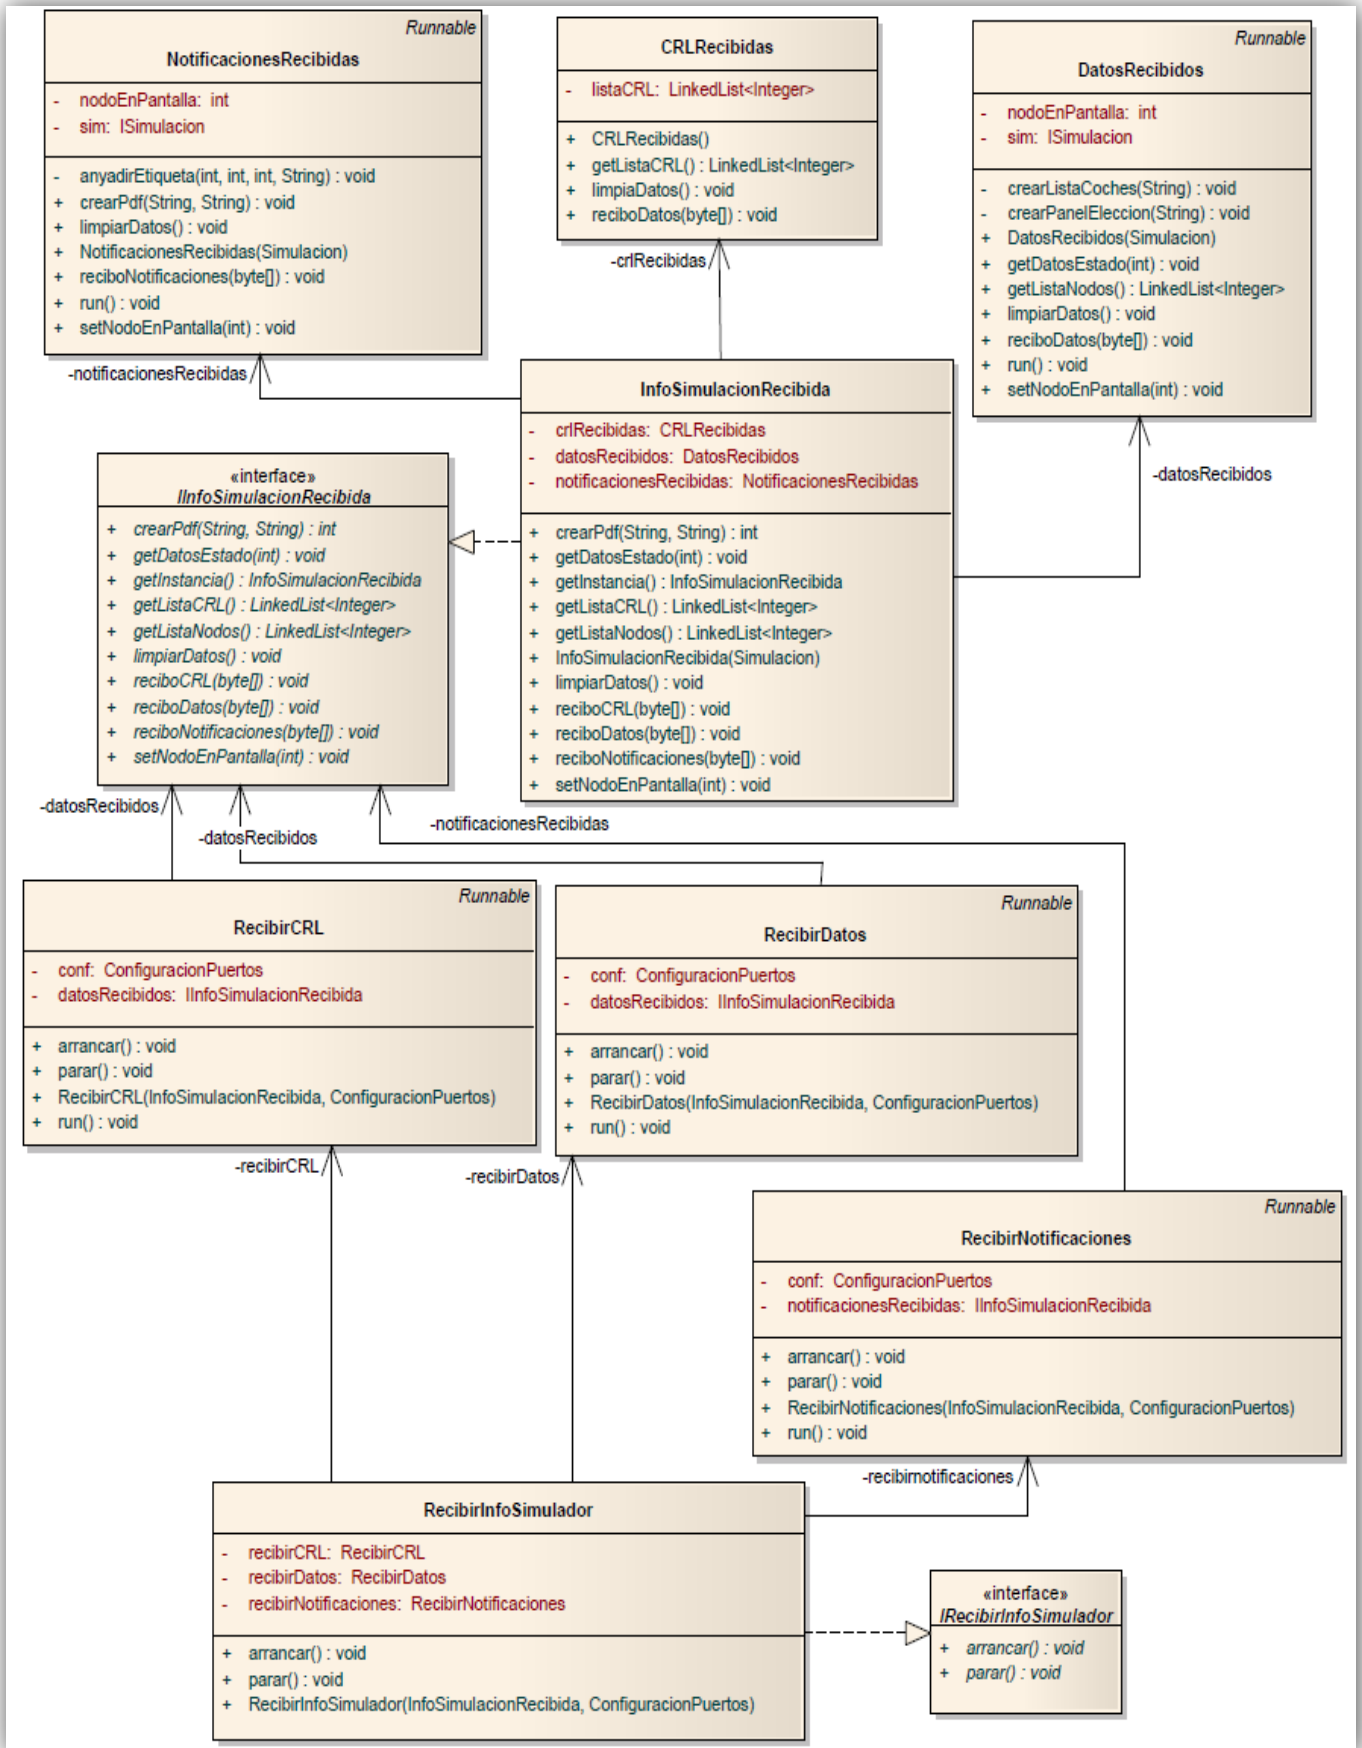 Runnable
NotificacionesRecibidas
- nodoEnPantalla: int
- sim: ISimulacion
- anyadirEtiqueta(int, int, int, String) : void
+ crearPdf(String, String) : void
+ limpiarDatos() : void
+ NotificacionesRecibidas(Simulacion)
+ reciboNotificaciones(byte[]) : void
+ run() : void
+ setNodoEnPantalla(int) : void
CRLRecibidas
- listaCRL: LinkedList<Integer>
+ CRLRecibidas()
+ getListaCRL() : LinkedList<Integer>
+ limpiaDatos() : void
+ reciboDatos(byte[]) : void
Runnable
DatosRecibidos
- nodoEnPantalla: int
- sim: ISimulacion
- crearListaCoches(String) : void
- crearPanelEleccion(String) : void
+ DatosRecibidos(Simulacion)
+ getDatosEstado(int) : void
+ getListaNodos() : LinkedList<Integer>
+ limpiarDatos() : void
+ reciboDatos(byte[]) : void
+ run() : void
+ setNodoEnPantalla(int) : void
-crlRecibidas
-notificacionesRecibidas
-datosRecibidos
InfoSimulacionRecibida
- crlRecibidas: CRLRecibidas
- datosRecibidos: DatosRecibidos
- notificacionesRecibidas: NotificacionesRecibidas
+ crearPdf(String, String) : int
+ getDatosEstado(int) : void
+ getInstancia() : InfoSimulacionRecibida
+ getListaCRL() : LinkedList<Integer>
+ getListaNodos() : LinkedList<Integer>
+ InfoSimulacionRecibida(Simulacion)
+ limpiarDatos() : void
+ reciboCRL(byte[]) : void
+ reciboDatos(byte[]) : void
+ reciboNotificaciones(byte[]) : void
+ setNodoEnPantalla(int) : void
«interface»
IInfoSimulacionRecibida
+ crearPdf(String, String) : int
+ getDatosEstado(int) : void
+ getInstancia() : InfoSimulacionRecibida
+ getListaCRL() : LinkedList<Integer>
+ getListaNodos() : LinkedList<Integer>
+ limpiarDatos() : void
+ reciboCRL(byte[]) : void
+ reciboDatos(byte[]) : void
+ reciboNotificaciones(byte[]) : void
+ setNodoEnPantalla(int) : void
-datosRecibidos
-datosRecibidos
-notificacionesRecibidas
Runnable
RecibirCRL
- conf: ConfiguracionPuertos
- datosRecibidos: IInfoSimulacionRecibida
+ arrancar() : void
+ parar() : void
+ RecibirCRL(InfoSimulacionRecibida, ConfiguracionPuertos)
+ run() : void
Runnable
RecibirDatos
- conf: ConfiguracionPuertos
- datosRecibidos: IInfoSimulacionRecibida
+ arrancar() : void
+ parar() : void
+ RecibirDatos(InfoSimulacionRecibida, ConfiguracionPuertos)
+ run() : void
-recibirCRL
-recibirDatos
Runnable
RecibirNotificaciones
- conf: ConfiguracionPuertos
- notificacionesRecibidas: IInfoSimulacionRecibida
+ arrancar() : void
+ parar() : void
+ RecibirNotificaciones(InfoSimulacionRecibida, ConfiguracionPuertos)
+ run() : void
-recibirnotificaciones
RecibirInfoSimulador
- recibirCRL: RecibirCRL
- recibirDatos: RecibirDatos
- recibirNotificaciones: RecibirNotificaciones
+ arrancar() : void
+ parar() : void
+ RecibirInfoSimulador(InfoSimulacionRecibida, ConfiguracionPuertos)
«interface»
IRecibirInfoSimulador
+ arrancar() : void
+ parar() : void